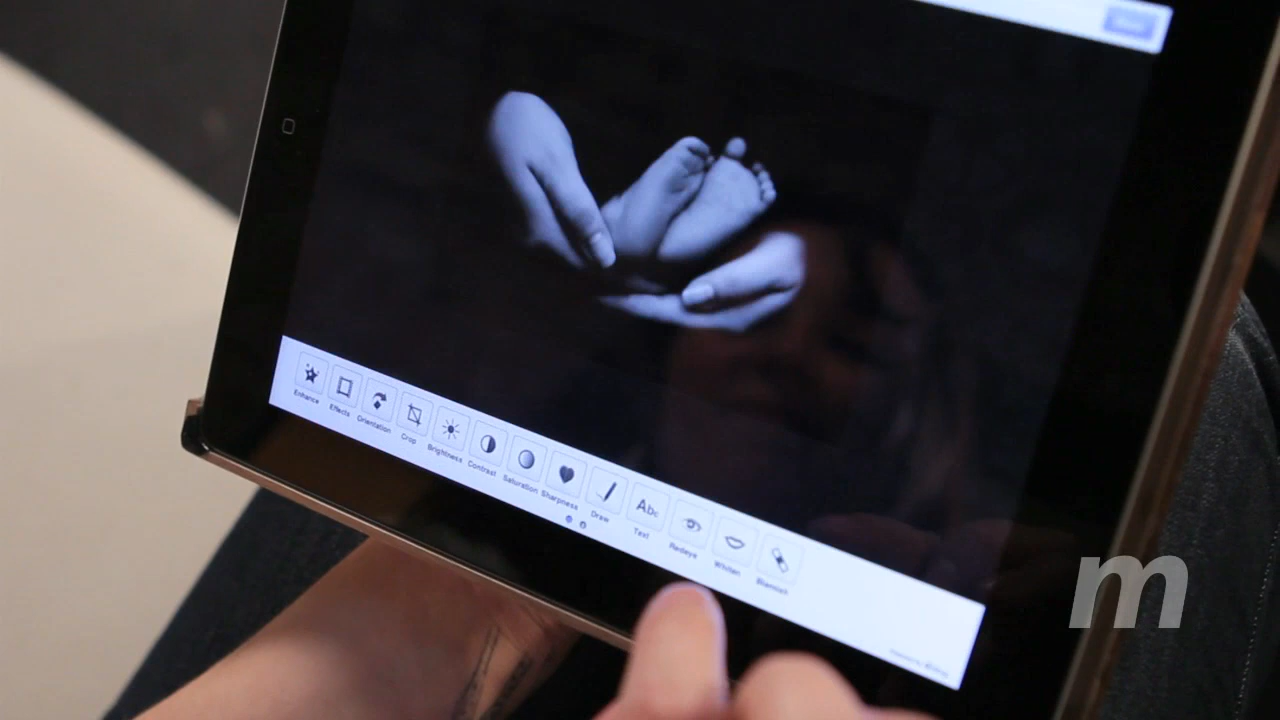 Enhance
Effects
Orientation
Crop
Brightness
Contrast
Saturation
Sharpness
Draw
Abc
Text
Redeye
Whiten
Blemish
m